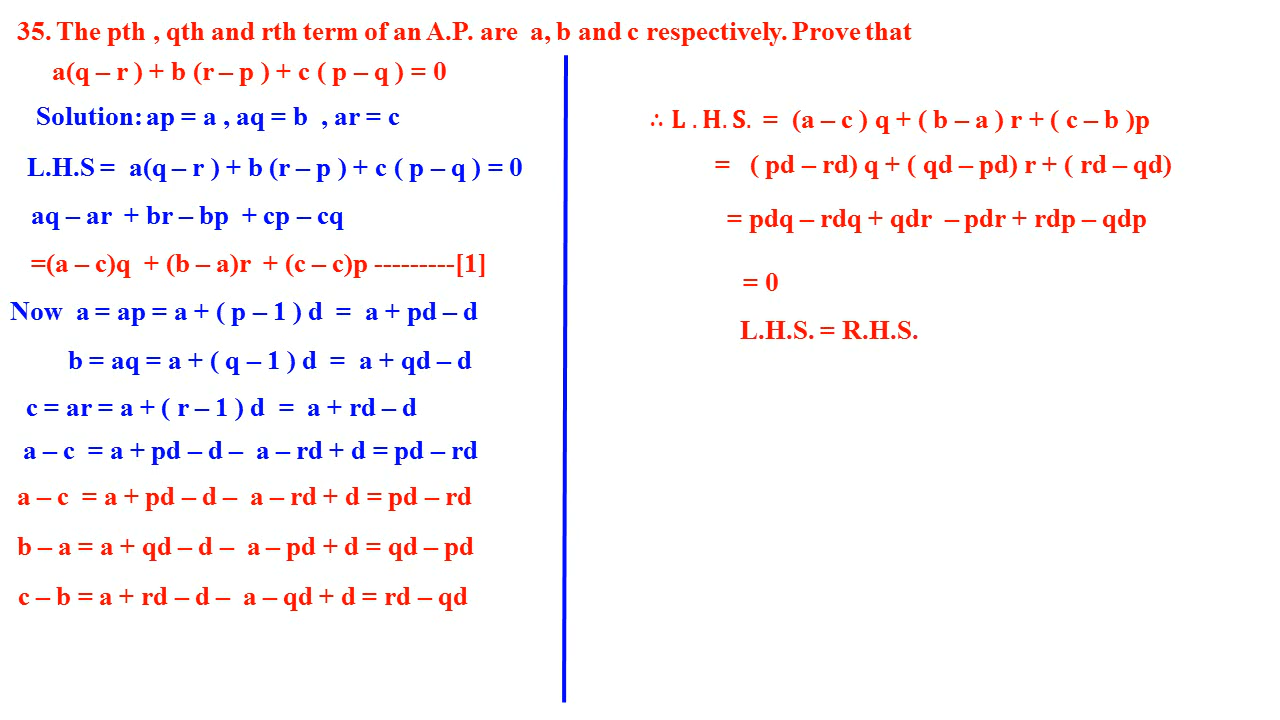 35. The pth , qth and rth term of an A.P. are a, b and c respectively. Prove that
a(q – r ) + b (r – p ) + c ( p – q ) = 0
Solution: ap = a , aq = b , ar = c
L.H.S = a(q – r ) + b (r – p ) + c ( p – q ) = 0
aq – ar + br – bp + cp – cq
=(a – c)q + (b – a)r + (c – c)p ---------[1]
Now a = ap = a + ( p – 1 ) d = a + pd – d
b = aq = a + ( q – 1 ) d = a + qd – d
c = ar = a + ( r – 1 ) d = a + rd – d
a – c = a + pd – d – a – rd + d = pd – rd
a – c = a + pd – d – a – rd + d = pd – rd
b – a = a + qd – d – a – pd + d = qd – pd
c – b = a + rd – d – a – qd + d = rd – qd
∴ L . H. S. = (a – c ) q + ( b – a ) r + ( c – b )p
= ( pd – rd) q + ( qd – pd) r + ( rd – qd)
= pdq – rdq + qdr – pdr + rdp – qdp
= 0
L.H.S. = R.H.S.